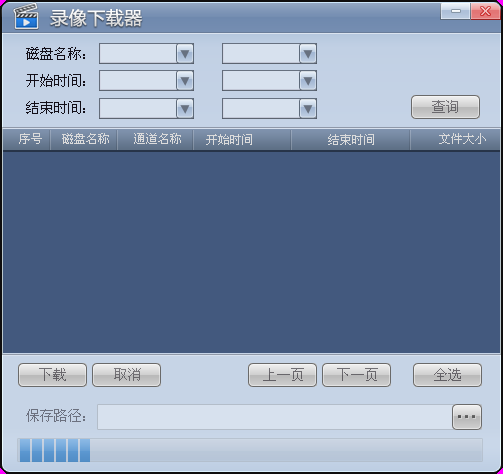 录像下载器
磁盘名称：
开始时间：
结束时间：
查询
序号 磁盘名称 通道名称 开始时间 结束时间 文件大小
下载 取消 上一页 下一页 全选
保存路径： ...